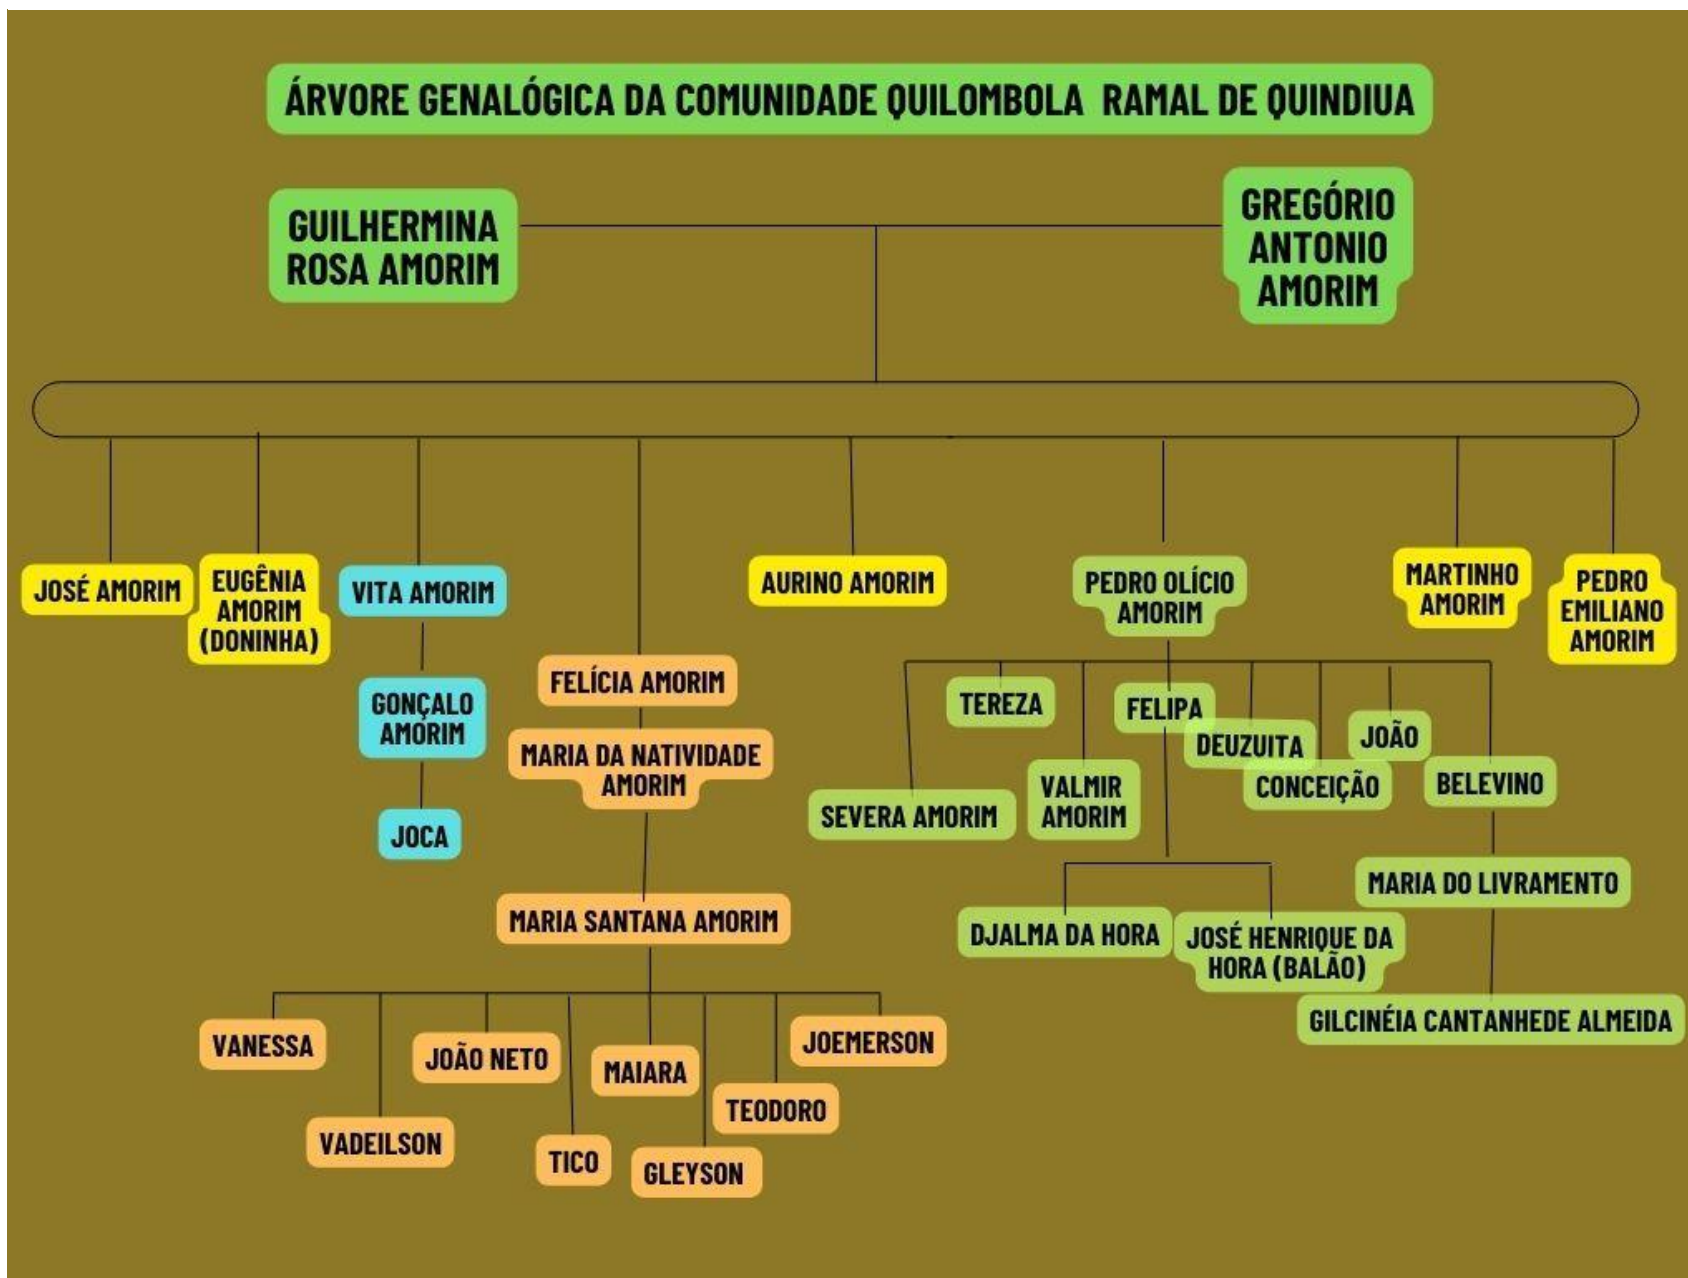 ÁRVORE GENALÓGICA DA COMUNIDADE QUILOMBOLA RAMAL DE QUINDIUA
GUILHERMINA
ROSA AMORIM
GREGÓRIO
ANTONIO
AMORIM
JOSÉ AMORIM
EUGÊNIA
AMORIM
(DONINHA)
VITA AMORIM
AURINO AMORIM
PEDRO OLÍCIO
AMORIM
MARTINHO
AMORIM
PEDRO
EMILIANO
AMORIM
GONÇALO
AMORIM
JOCA
FELÍCIA AMORIM
MARIA DA NATIVIDADE
AMORIM
MARIA SANTANA AMORIM
VANESSA
VADEILSON
JOÃO NETO
TICO
MAIARA
GLEYSON
TEODORO
JOEMERSON
SEVERA AMORIM
TEREZA
VALMIR
AMORIM
FELIPA
DEUZUITA
CONCEIÇÃO
JOÃO
BELEVINO
DJALMA DA HORA
JOSÉ HENRIQUE DA
HORA (BALÃO)
MARIA DO LIVRAMENTO
GILCINÉIA CANTANHEDE ALMEIDA